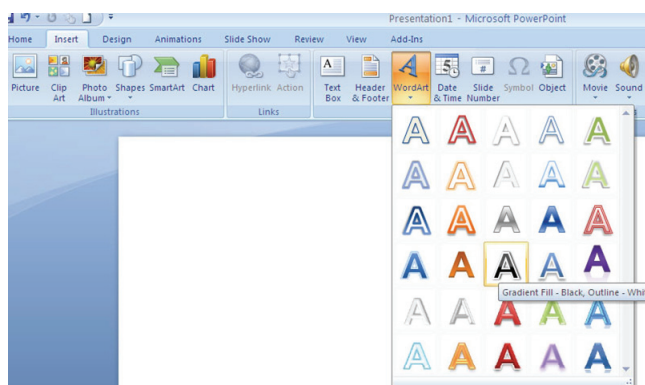 Presentation1 - Microsoft PowerPoint
Home Insert Design Animations Slide Show Review View Add-Ins
Picture Clip Art Photo Album Shapes SmartArt Chart Hyperlink Action Text Box Header & Footer WordArt Date & Time Slide Number Symbol Object Movie Sound
Illustrations Links
Gradient Fill - Black, Outline - Whi